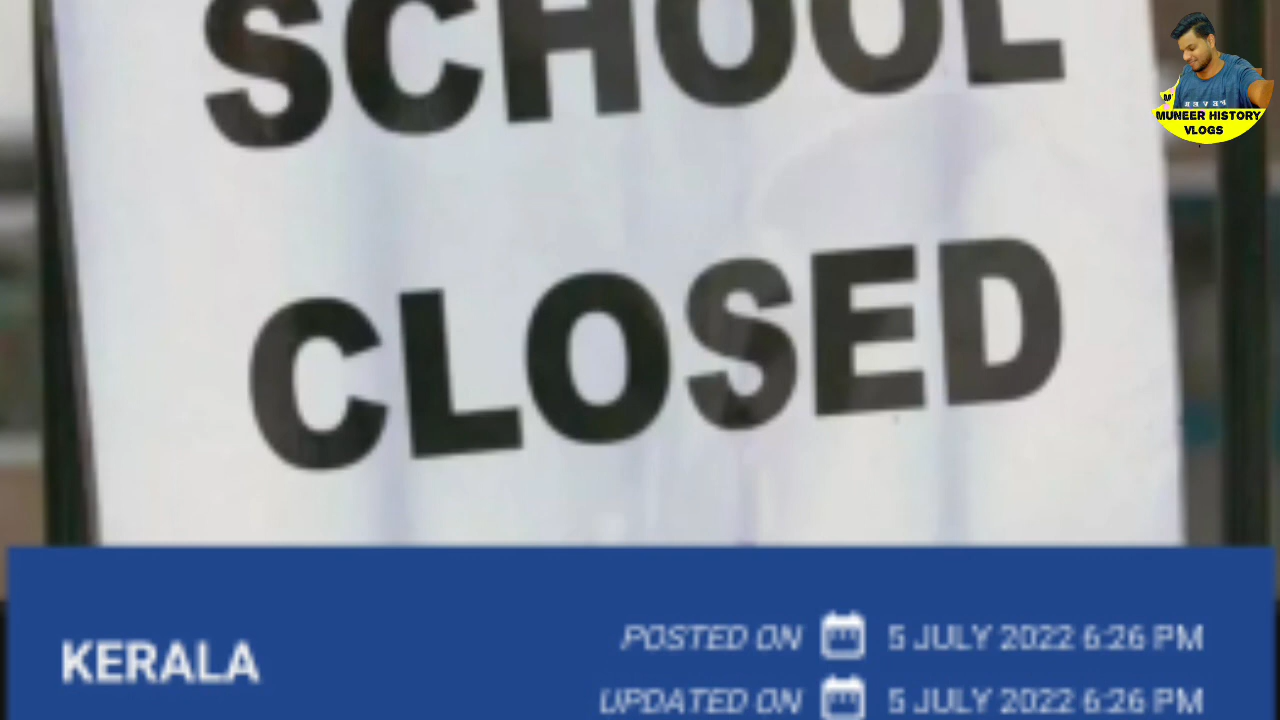 SCHOOL
MUNEER HISTORY
VLOGS
CLOSED
KERALA
POSTED ON 5 JULY 2022 6:26 PM
UPDATED ON 5 JULY 2022 6:26 PM